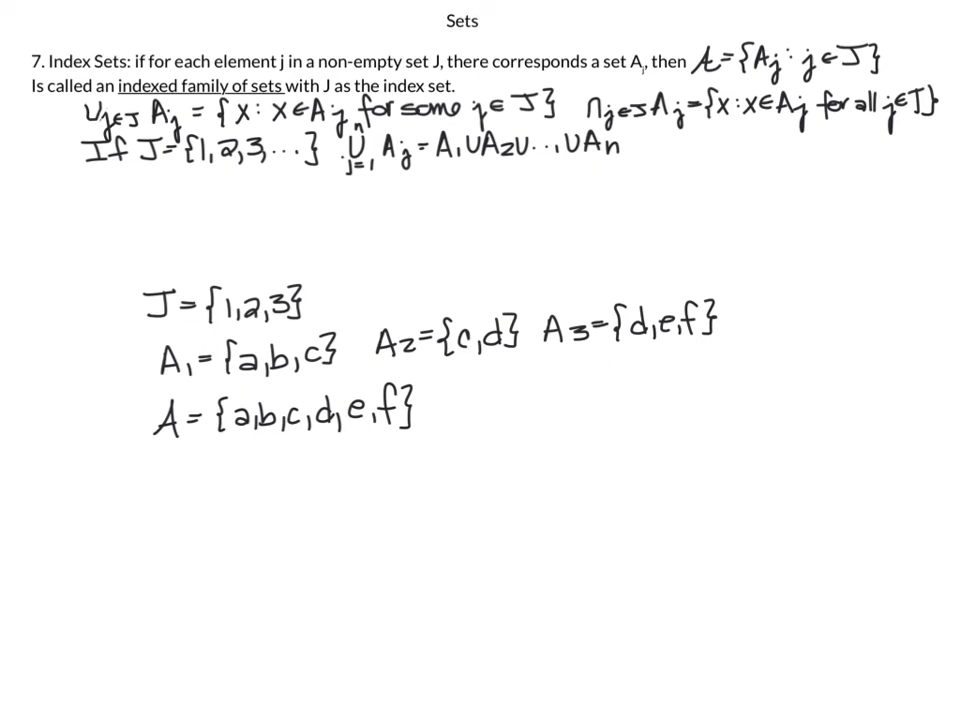 Sets
7. Index Sets: if for each element j in a non-empty set J, there corresponds a set Aⱼ, then 𝒜={Aⱼ: j∈J}
Is called an indexed family of sets with J as the index set.
∪j∈J Aj = {x: x∈Aj for some j∈J} ∩j∈J Aj={x:x∈Aj for all j∈J}
If J={1,2,3,...} ⋃ⁿj=1 Aj=A₁∪A₂∪...∪An
J={1,2,3}
A₁={a,b,c} A₂={c,d} A₃={d,e,f}
A={a,b,c,d,e,f}